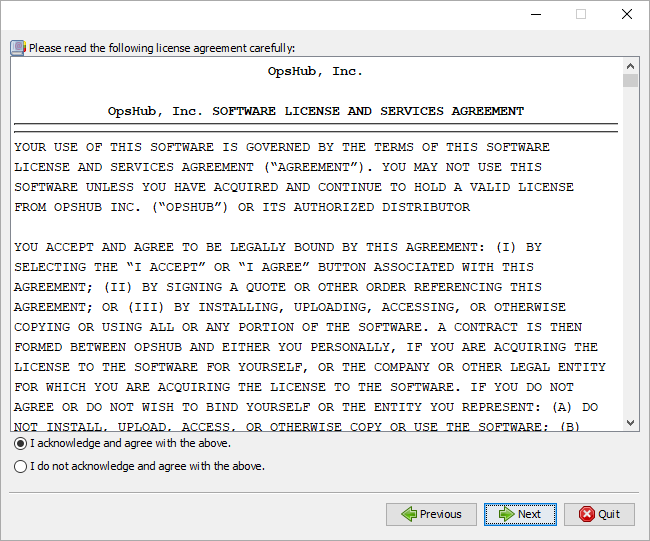 Please read the following license agreement carefully:
OpsHub, Inc.
OpsHub, Inc. SOFTWARE LICENSE AND SERVICES AGREEMENT
YOUR USE OF THIS SOFTWARE IS GOVERNED BY THE TERMS OF THIS SOFTWARE
LICENSE AND SERVICES AGREEMENT (“AGREEMENT”). YOU MAY NOT USE THIS
SOFTWARE UNLESS YOU HAVE ACQUIRED AND CONTINUE TO HOLD A VALID LICENSE
FROM OPSHUB INC. (“OPSHUB”) OR ITS AUTHORIZED DISTRIBUTOR
YOU ACCEPT AND AGREE TO BE LEGALLY BOUND BY THIS AGREEMENT: (I) BY
SELECTING THE “I ACCEPT” OR “I AGREE” BUTTON ASSOCIATED WITH THIS
AGREEMENT; (II) BY SIGNING A QUOTE OR OTHER ORDER REFERENCING THIS
AGREEMENT; OR (III) BY INSTALLING, UPLOADING, ACCESSING, OR OTHERWISE
COPYING OR USING ALL OR ANY PORTION OF THE SOFTWARE. A CONTRACT IS THEN
FORMED BETWEEN OPSHUB AND EITHER YOU PERSONALLY, IF YOU ARE ACQUIRING THE
LICENSE TO THE SOFTWARE FOR YOURSELF, OR THE COMPANY OR OTHER LEGAL ENTITY
FOR WHICH YOU ARE ACQUIRING THE LICENSE TO THE SOFTWARE. IF YOU DO NOT
AGREE OR DO NOT WISH TO BIND YOURSELF OR THE ENTITY YOU REPRESENT: (A) DO
NOT INSTALL, UPLOAD, ACCESS, OR OTHERWISE COPY OR USE THE SOFTWARE; (B)
I acknowledge and agree with the above.
I do not acknowledge and agree with the above.
Previous
Next
Quit